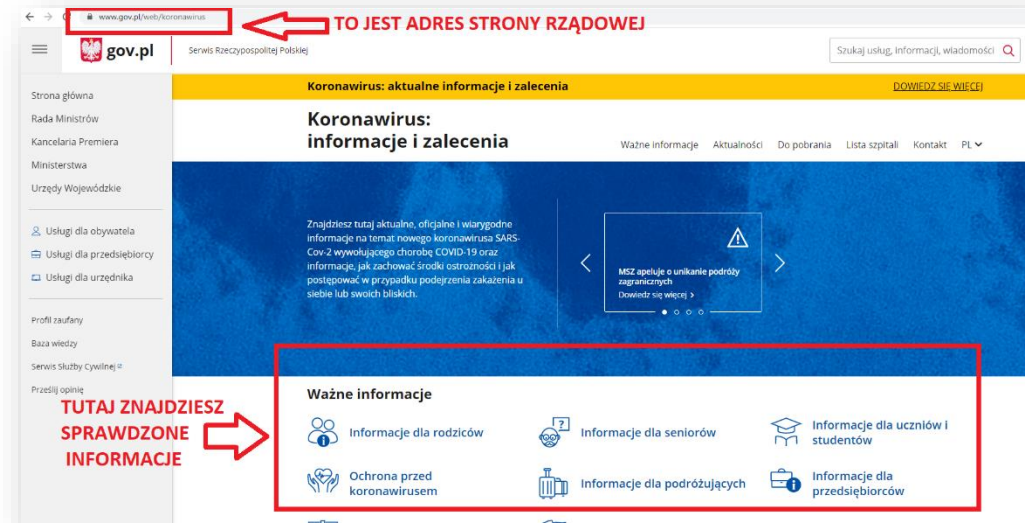 www.gov.pl/web/koronawirus
TO JEST ADRES STRONY RZĄDOWEJ
gov.pl
Serwis Rzeczypospolitej Polskiej
Szukaj usług, informacji, wiadomości
Koronawirus: aktualne informacje i zalecenia
DOWIEDZ SIĘ WIĘCEJ
Strona główna
Rada Ministrów
Kancelaria Premiera
Ministerstwa
Urzędy Wojewódzkie
Usługi dla obywatela
Usługi dla przedsiębiorcy
Usługi dla urzędnika
Profil zaufany
Baza wiedzy
Serwis Służby Cywilnej
Prześlij opinię
Koronawirus:
informacje i zalecenia
Ważne informacje Aktualności Do pobrania Lista szpitali Kontakt PL
Znajdziesz tutaj aktualne, oficjalne i wiarygodne
informacje na temat nowego koronawirusa SARS-
Cov-2 wywołującego chorobę COVID-19 oraz
informacje, jak zachować środki ostrożności i jak
postępować w przypadku podejrzenia zakażenia u
siebie lub swoich bliskich.
MSZ apeluje o unikanie podróży
zagranicznych
Dowiedz się więcej >
TUTAJ ZNAJDZIESZ
SPRAWDZONE
INFORMACJE
Ważne informacje
Informacje dla rodziców
Informacje dla seniorów
Informacje dla uczniów i
studentów
Ochrona przed
koronawirusem
Informacje dla podróżujących
Informacje dla
przedsiębiorców